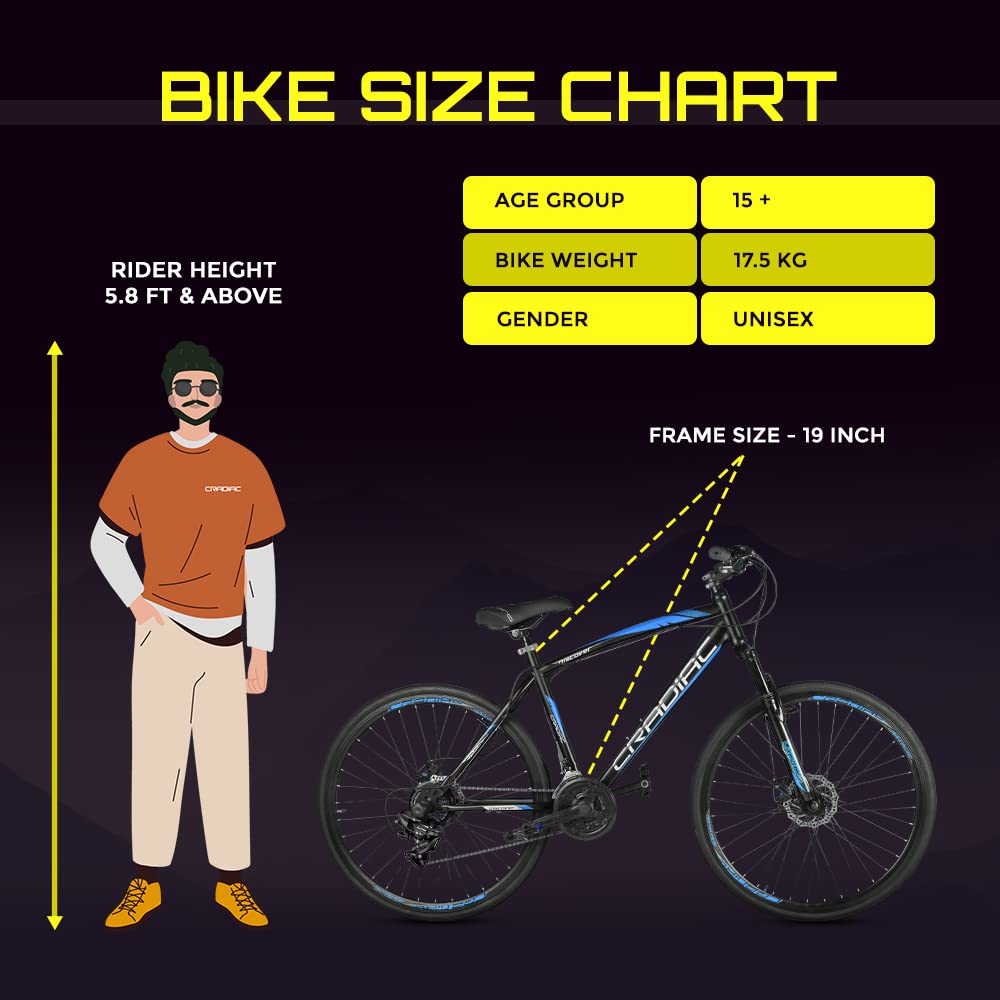 BIKE SIZE CHART
AGE GROUP 15 +
BIKE WEIGHT 17.5 KG
GENDER UNISEX
RIDER HEIGHT
5.8 FT & ABOVE
FRAME SIZE - 19 INCH
CRADIAC
CRADIAC